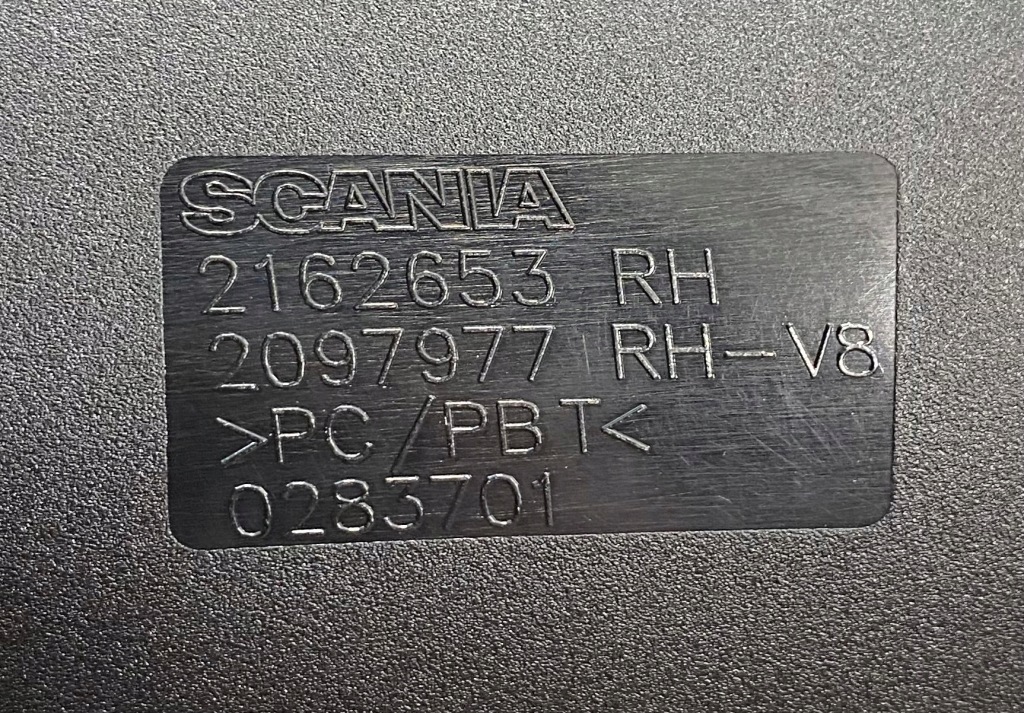 SCANIA
2162653 RH
2097977 RH-V8
>PC/PBT<
0283701